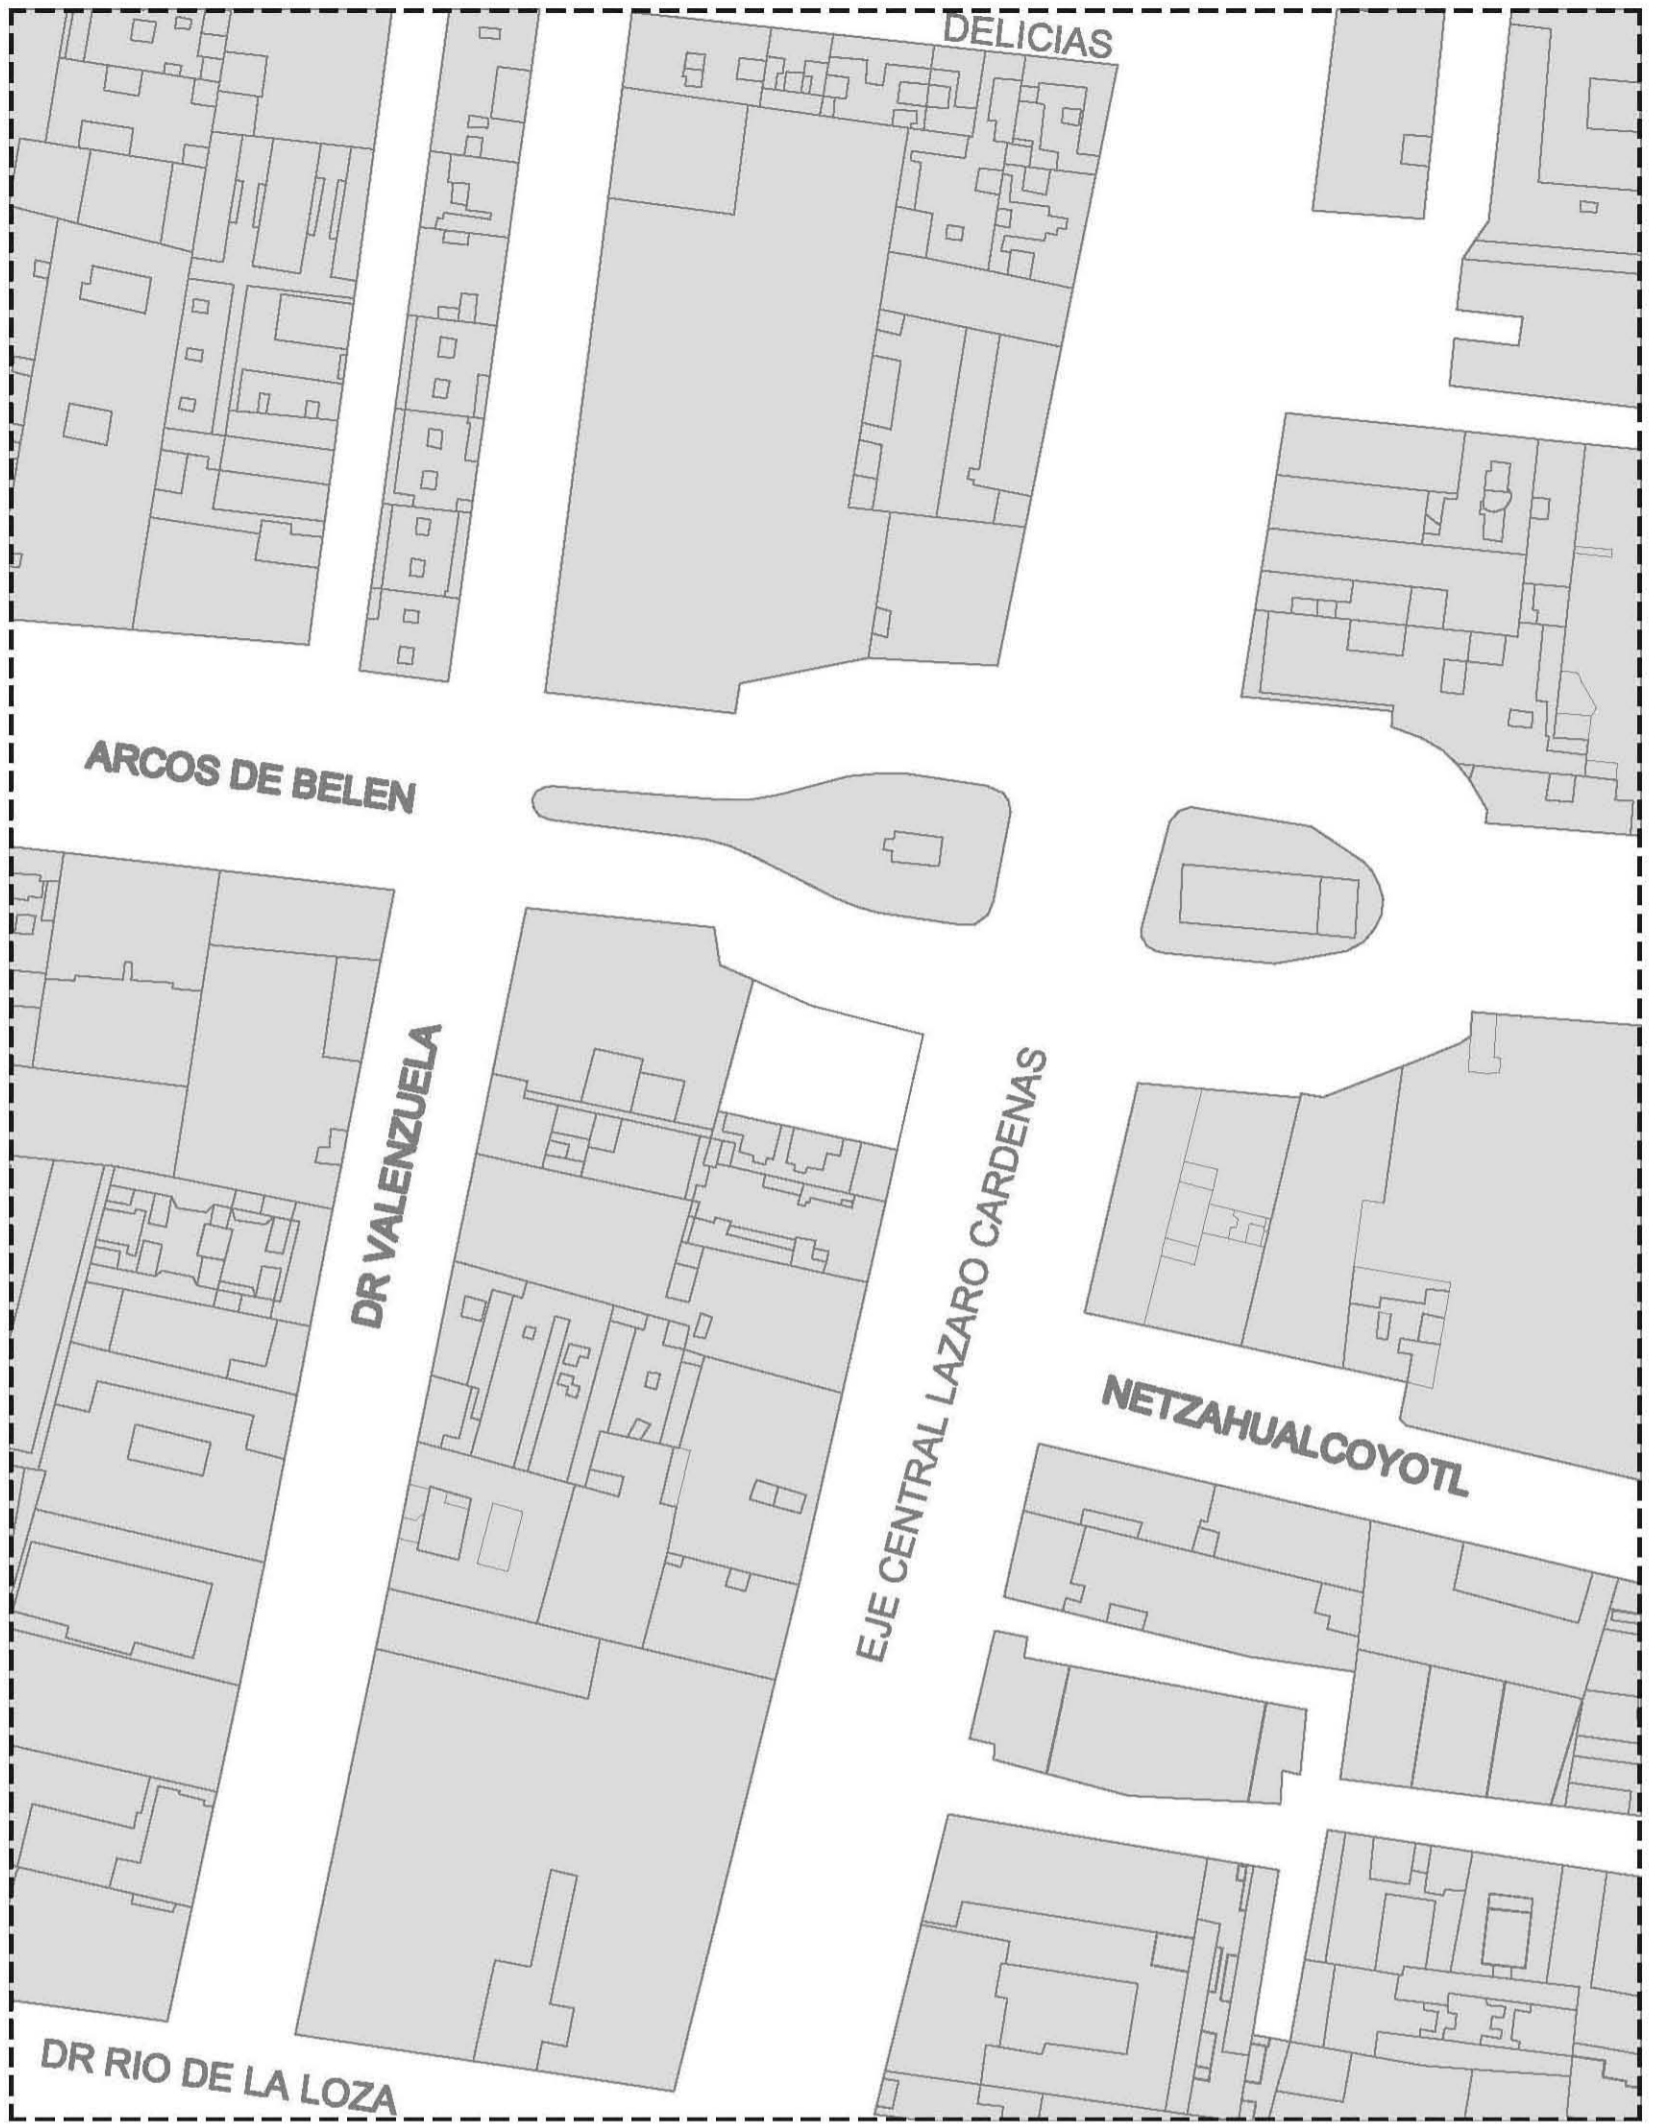 DELICIAS
ARCOS DE BELEN
DR VALENZUELA
EJE CENTRAL LAZARO CARDENAS
NETZAHUALCOYOTL
DR RIO DE LA LOZA